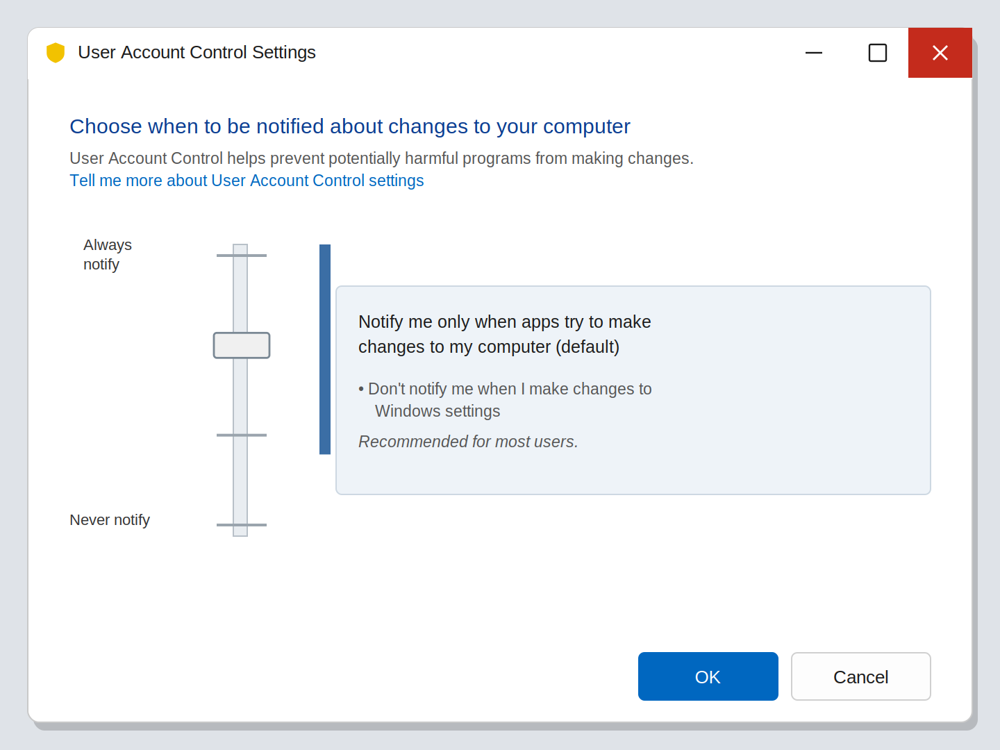 User Account Control Settings
Choose when to be notified about changes to your computer
User Account Control helps prevent potentially harmful programs from making changes.
Tell me more about User Account Control settings
Always
notify
Notify me only when apps try to make
changes to my computer (default)
• Don't notify me when I make changes to
Windows settings
Recommended for most users.
Never notify
OK
Cancel